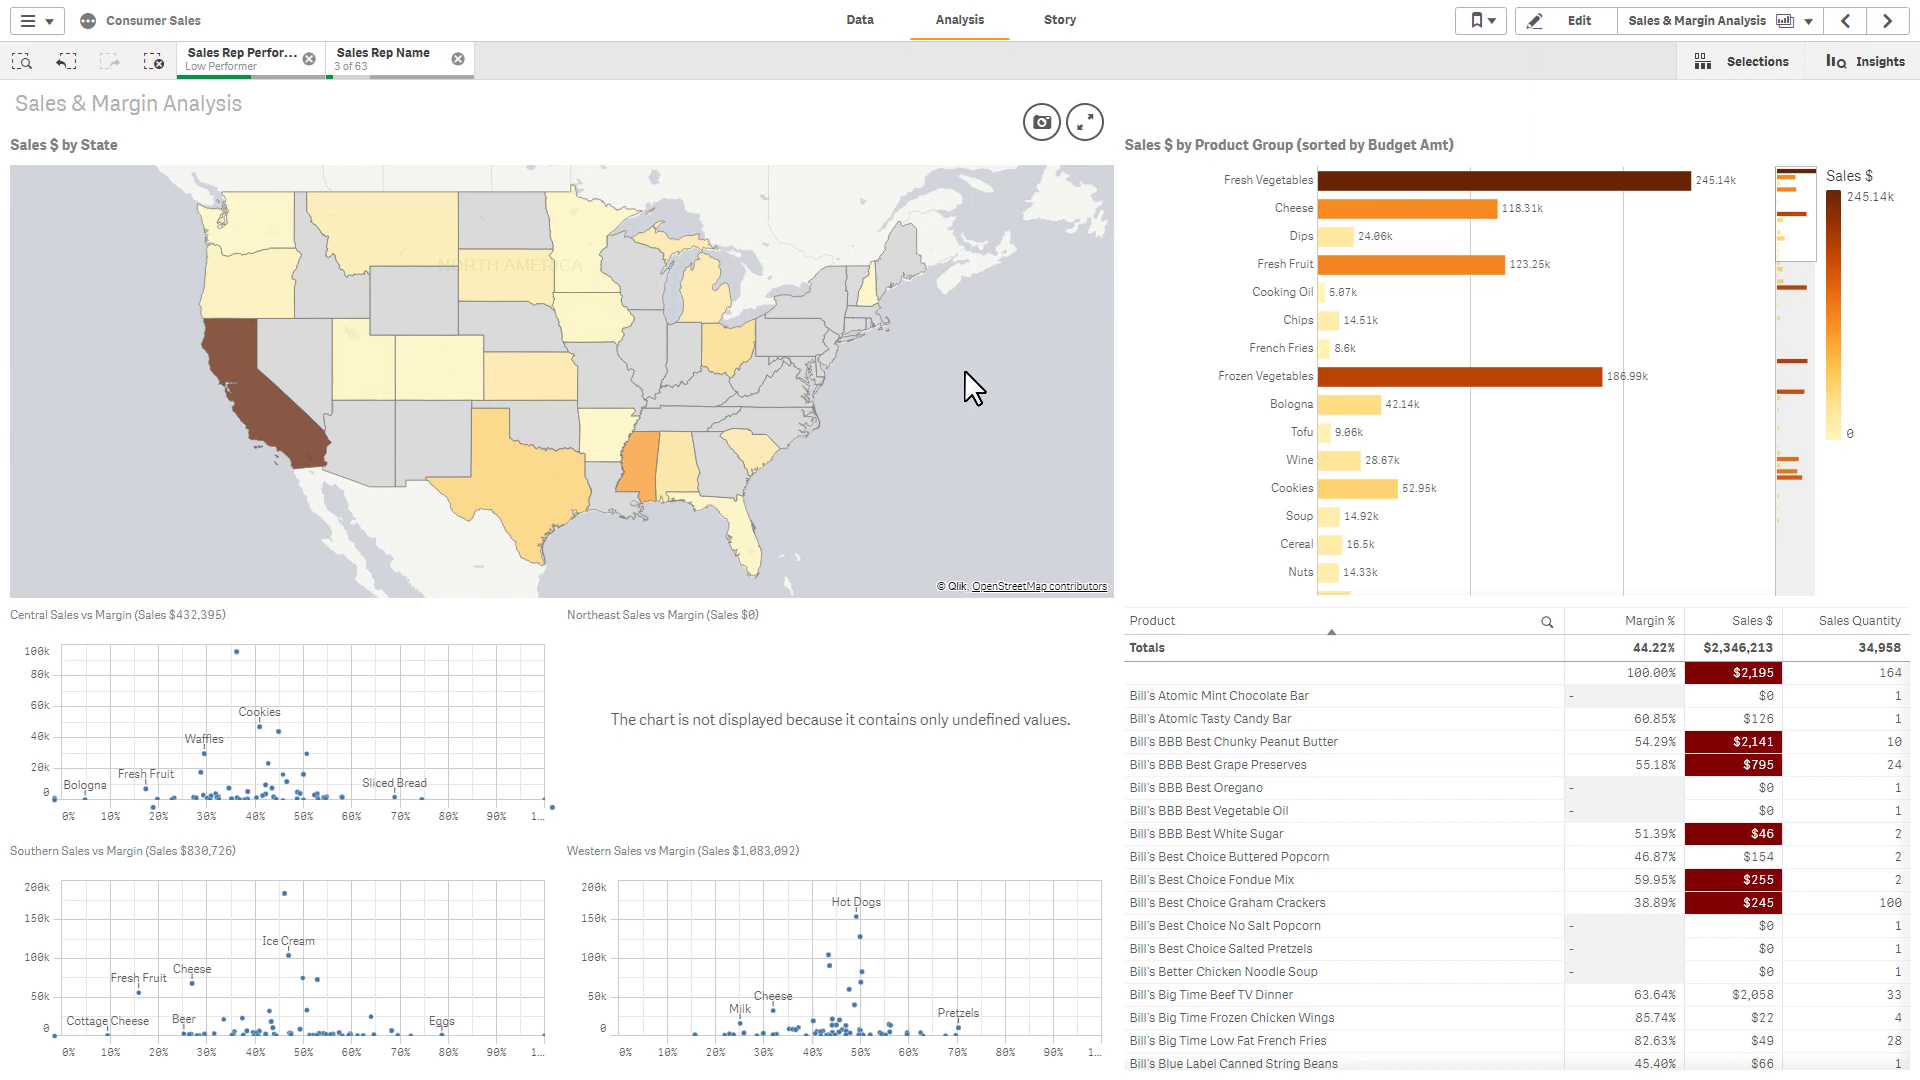 Consumer Sales
Data
Analysis
Story
Edit
Sales & Margin Analysis
Sales Rep Perfor...
Low Performer
Sales Rep Name
3 of 63
Selections
Insights
Sales & Margin Analysis
Sales $ by State
NORTH AMERICA
© Qlik, OpenStreetMap contributors
Sales $ by Product Group (sorted by Budget Amt)
Fresh Vegetables 245.14k
Cheese 118.31k
Dips 24.06k
Fresh Fruit 123.25k
Cooking Oil 5.07k
Chips 14.51k
French Fries 8.6k
Frozen Vegetables 186.99k
Bologna 42.14k
Tofu 9.06k
Wine 28.67k
Cookies 52.95k
Soup 14.92k
Cereal 16.5k
Nuts 14.33k
Sales $
245.14k
0
Central Sales vs Margin (Sales $432,395)
100k
80k
60k
40k
20k
0
Cookies
Waffles
Fresh Fruit
Bologna
Sliced Bread
0% 10% 20% 30% 40% 50% 60% 70% 80% 90% 1...
Northeast Sales vs Margin (Sales $0)
The chart is not displayed because it contains only undefined values.
Southern Sales vs Margin (Sales $830,726)
200k
150k
100k
50k
0
Ice Cream
Cheese
Fresh Fruit
Cottage Cheese
Beer
Eggs
0% 10% 20% 30% 40% 50% 60% 70% 80% 90% 1...
Western Sales vs Margin (Sales $1,083,092)
200k
150k
100k
50k
0
Hot Dogs
Cheese
Milk
Pretzels
0% 10% 20% 30% 40% 50% 60% 70% 80% 90% 1...
Product Margin % Sales $ Sales Quantity
Totals 44.22% $2,346,213 34,958
100.00% $2,195 164
Bill's Atomic Mint Chocolate Bar - $0 1
Bill's Atomic Tasty Candy Bar 60.85% $126 1
Bill's BBB Best Chunky Peanut Butter 54.29% $2,141 10
Bill's BBB Best Grape Preserves 55.18% $795 24
Bill's BBB Best Oregano - $0 1
Bill's BBB Best Vegetable Oil - $0 1
Bill's BBB Best White Sugar 51.39% $46 2
Bill's Best Choice Buttered Popcorn 46.87% $154 2
Bill's Best Choice Fondue Mix 59.95% $255 2
Bill's Best Choice Graham Crackers 38.89% $245 100
Bill's Best Choice No Salt Popcorn - $0 1
Bill's Best Choice Salted Pretzels - $0 1
Bill's Better Chicken Noodle Soup - $0 1
Bill's Big Time Beef TV Dinner 63.64% $2,058 33
Bill's Big Time Frozen Chicken Wings 85.74% $22 4
Bill's Big Time Low Fat French Fries 82.63% $49 28
Bill's Blue Label Canned String Beans 45.40% $66 1